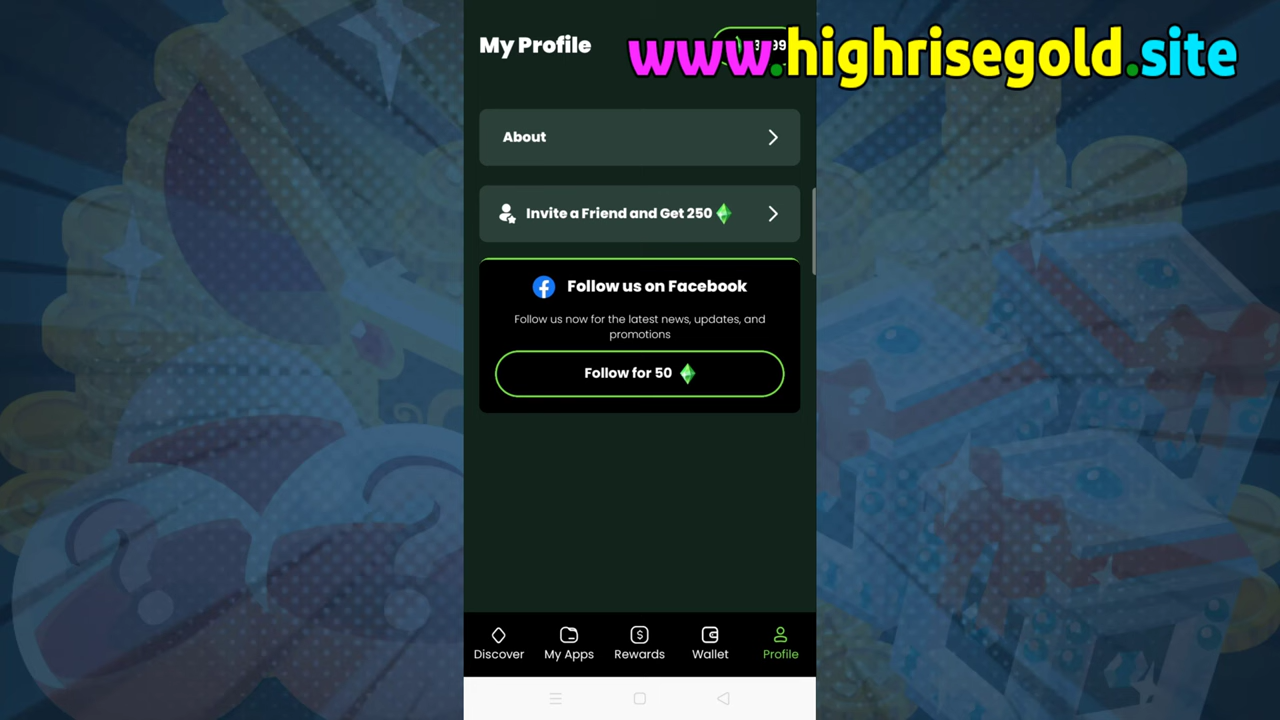 My Profile
www.highrisegold.site
About
Invite a Friend and Get 250
Follow us on Facebook
Follow us now for the latest news, updates, and
promotions
Follow for 50
Discover
My Apps
Rewards
Wallet
Profile